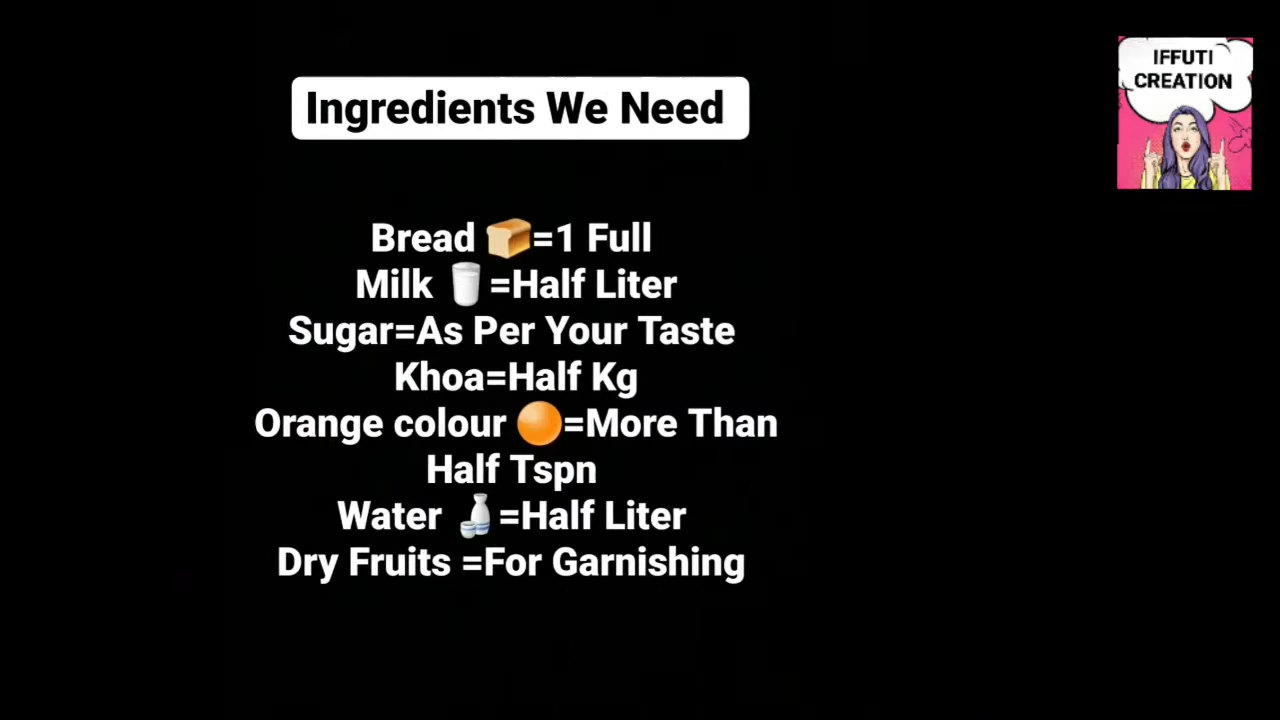 IFFUTI
CREATION
Ingredients We Need
Bread 🍞=1 Full
Milk 🥛=Half Liter
Sugar=As Per Your Taste
Khoa=Half Kg
Orange colour 🟠=More Than
Half Tspn
Water 🍶=Half Liter
Dry Fruits =For Garnishing